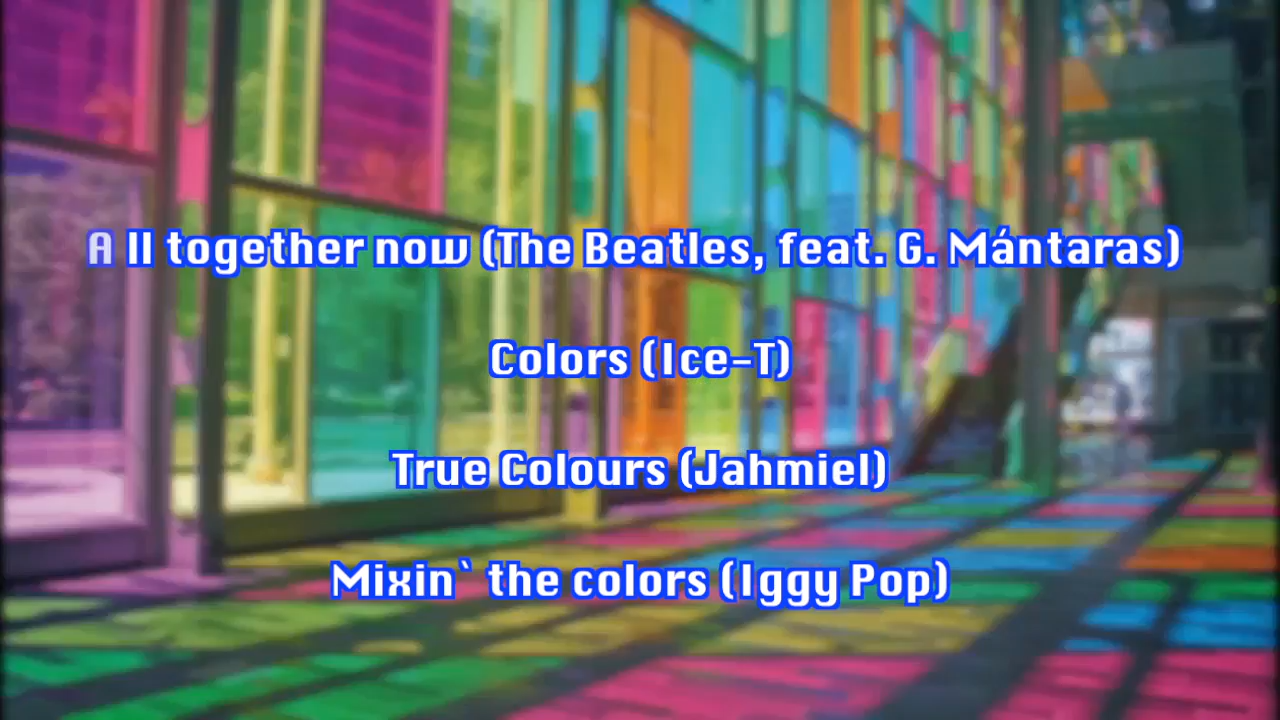 A ll together now (The Beatles, feat. G. Mántaras)
Colors (Ice-T)
True Colours (Jahmiel)
Mixin` the colors (Iggy Pop)